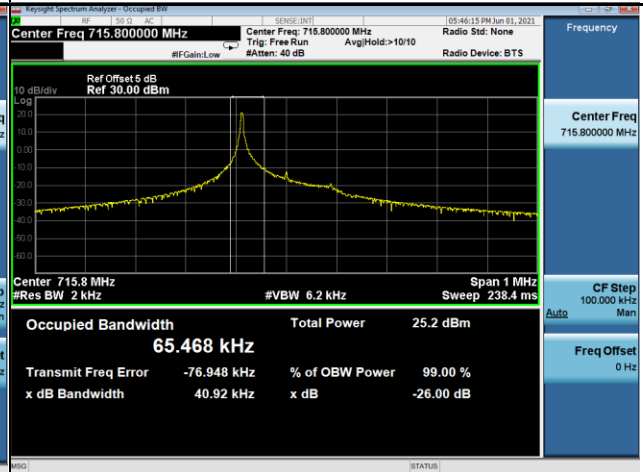 Keysight Spectrum Analyzer - Occupied BW
RF 50 Ω AC SENSE:INT 05:46:15 PM Jun 01, 2021
Center Freq 715.800000 MHz
Center Freq: 715.800000 MHz
Radio Std: None
Trig: Free Run Avg|Hold:>10/10
#IFGain:Low #Atten: 40 dB Radio Device: BTS
Frequency
Ref Offset 5 dB
10 dB/div Ref 30.00 dBm
Log
20.0
10.0
0.00
-10.0
-20.0
-30.0
-40.0
-50.0
-60.0
Center 715.8 MHz Span 1 MHz
#Res BW 2 kHz #VBW 6.2 kHz Sweep 238.4 ms
Occupied Bandwidth Total Power 25.2 dBm
65.468 kHz
Transmit Freq Error -76.948 kHz % of OBW Power 99.00 %
x dB Bandwidth 40.92 kHz x dB -26.00 dB
Center Freq
715.800000 MHz
CF Step
100.000 kHz
Auto Man
Freq Offset
0 Hz
MSG STATUS